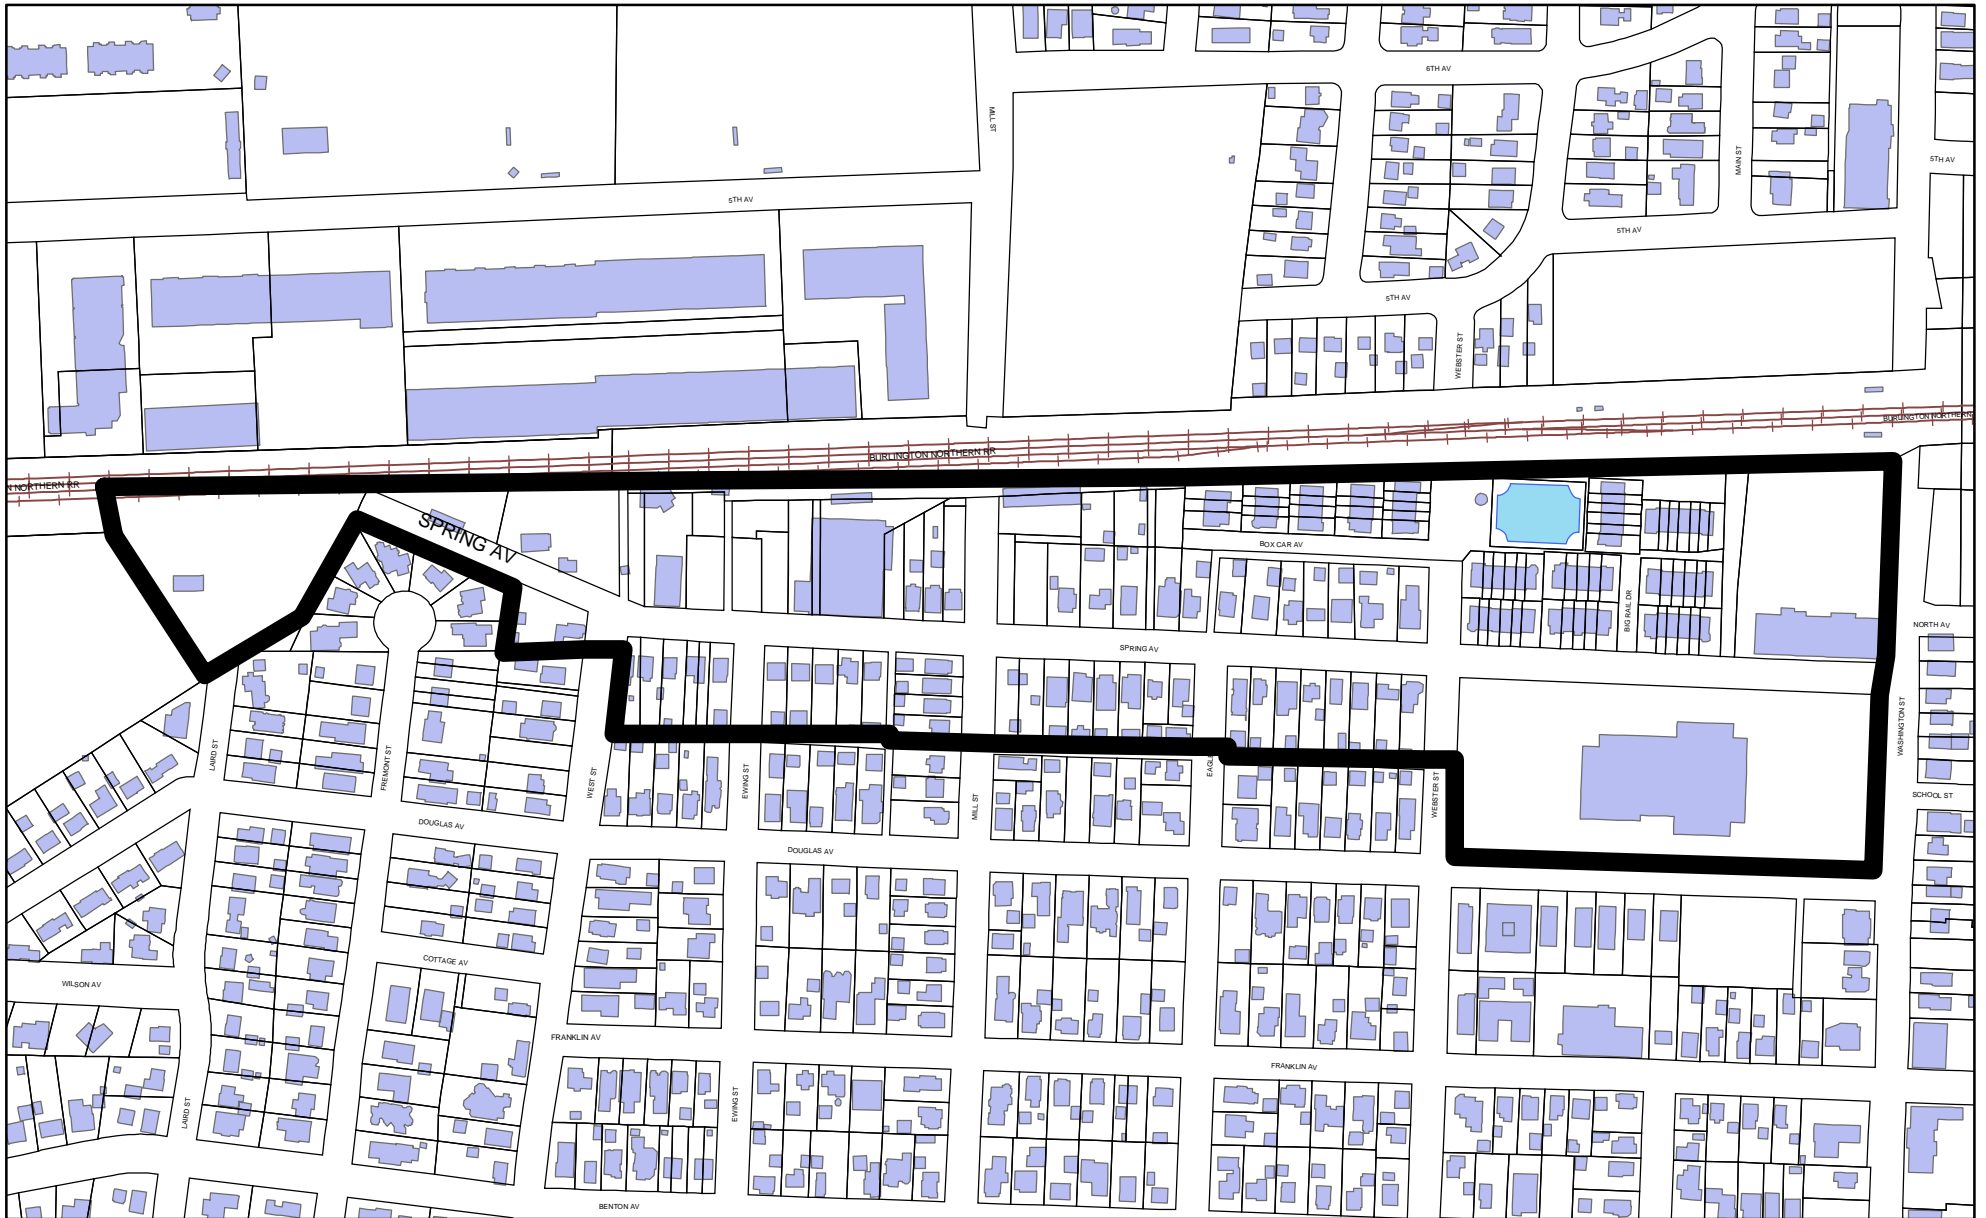 6TH AV
MILL ST
MAIN ST
5TH AV
5TH AV
5TH AV
5TH AV
WEBSTER ST
BURLINGTON NORTHERN
BURLINGTON NORTHERN RR
N NORTHERN RR
SPRING AV
BOX CAR AV
BIG RAIL DR
NORTH AV
SPRING AV
WASHINGTON ST
LAIRD ST
FREMONT ST
WEST ST
EWING ST
MILL ST
EAGL
WEBSTER ST
SCHOOL ST
DOUGLAS AV
DOUGLAS AV
COTTAGE AV
WILSON AV
FRANKLIN AV
FRANKLIN AV
LAIRD ST
EWING ST
BENTON AV